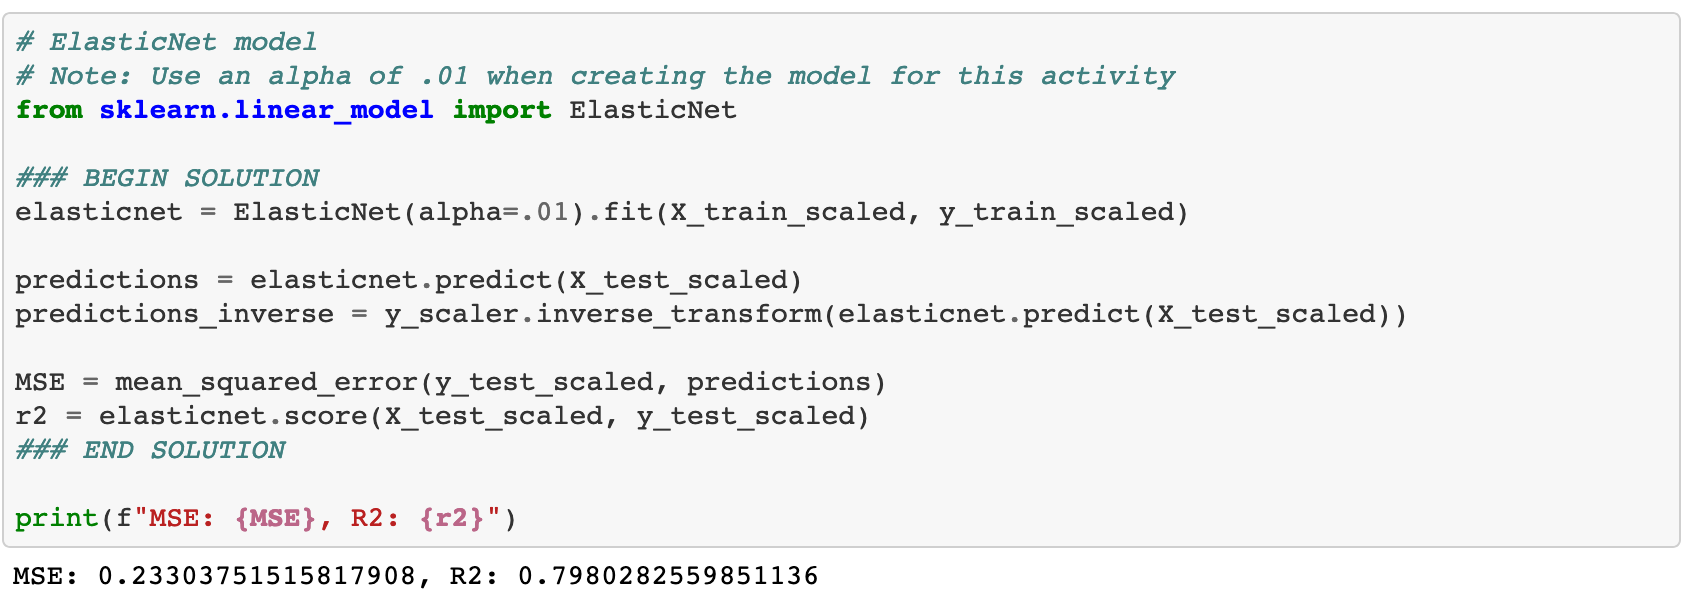 # ElasticNet model
# Note: Use an alpha of .01 when creating the model for this activity
from sklearn.linear_model import ElasticNet
### BEGIN SOLUTION
elasticnet = ElasticNet(alpha=.01).fit(X_train_scaled, y_train_scaled)
predictions = elasticnet.predict(X_test_scaled)
predictions_inverse = y_scaler.inverse_transform(elasticnet.predict(X_test_scaled))
MSE = mean_squared_error(y_test_scaled, predictions)
r2 = elasticnet.score(X_test_scaled, y_test_scaled)
### END SOLUTION
print(f"MSE: {MSE}, R2: {r2}")
MSE: 0.23303751515817908, R2: 0.7980282559851136